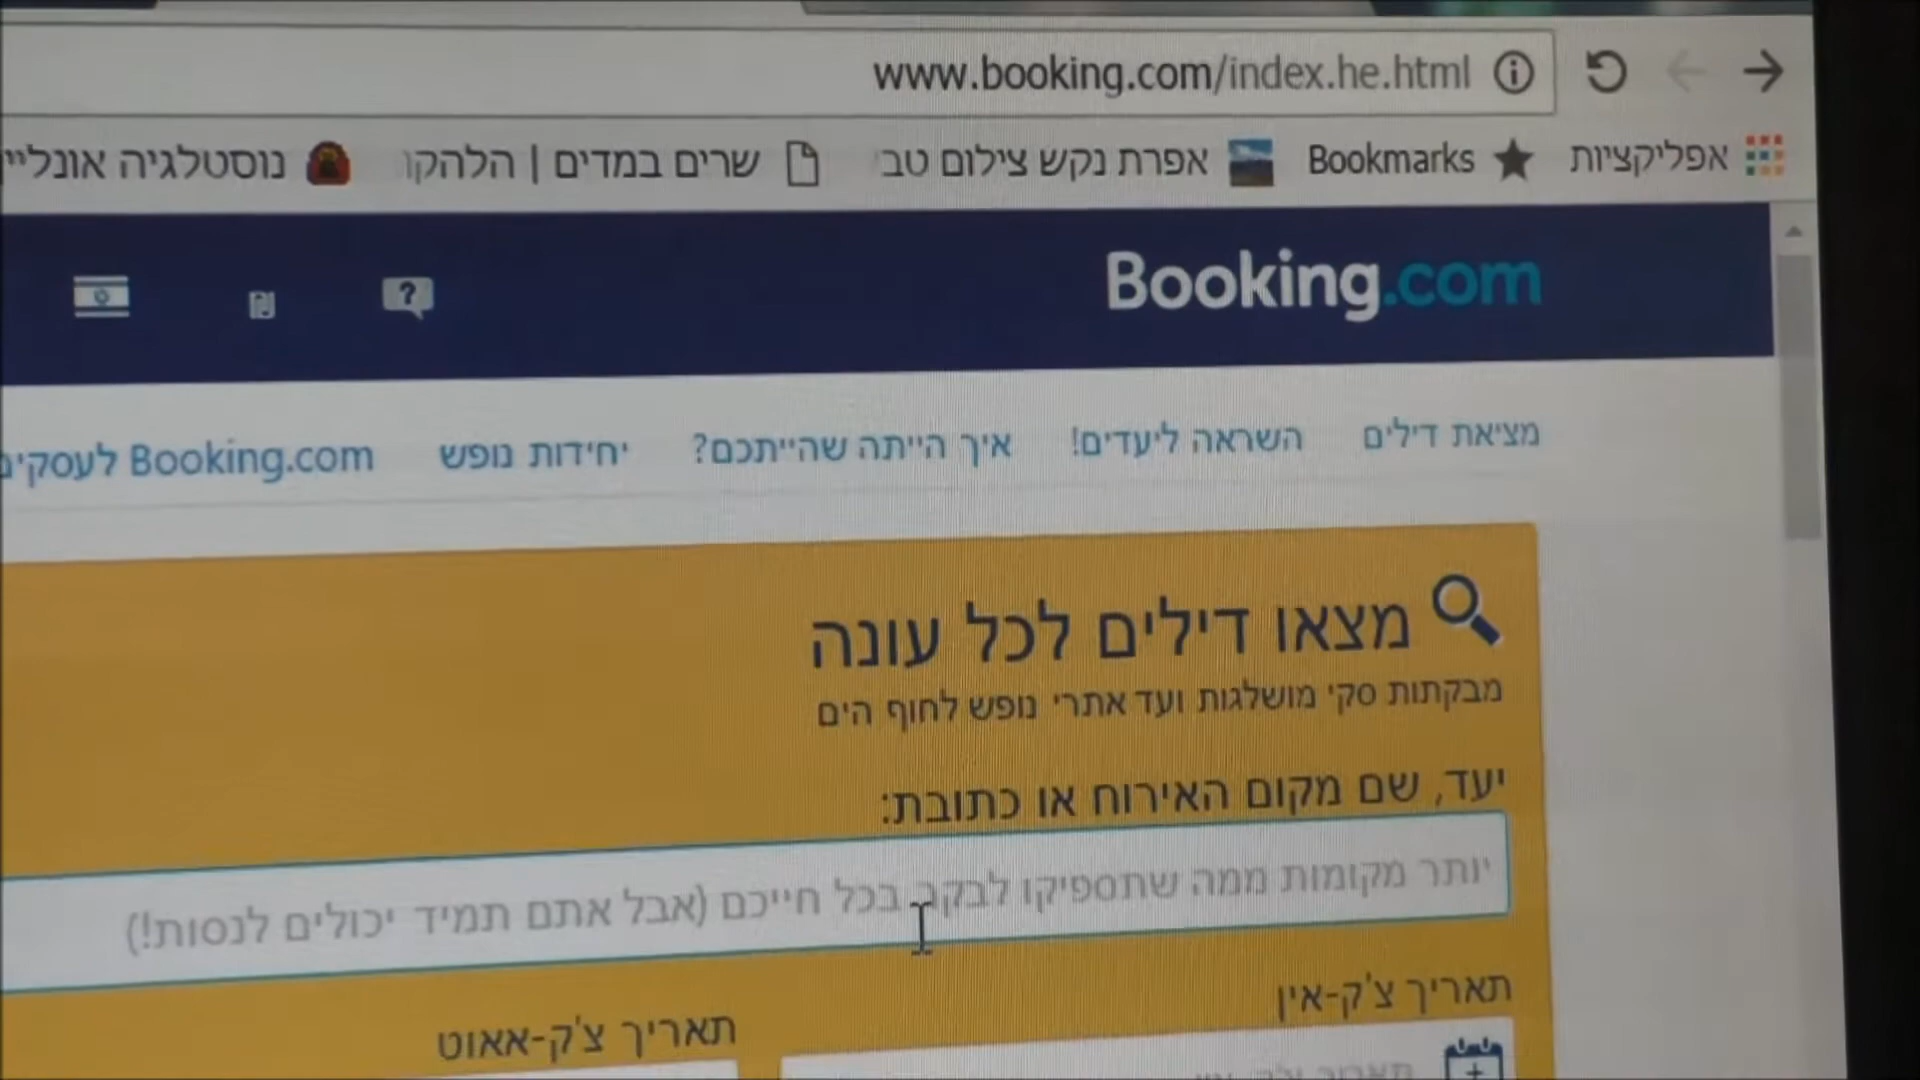 www.booking.com/index.he.html
אפליקציות Bookmarks אפרת נקש צילום טב שרים במדים | הלהקו נוסטלגיה אונליי
Booking.com
מציאת דילים השראה ליעדים! איך הייתה שהייתכם? יחידות נופש Booking.com לעסקים
מצאו דילים לכל עונה
מבקתות סקי מושלגות ועד אתרי נופש לחוף הים
יעד, שם מקום האירוח או כתובת:
יותר מקומות ממה שתספיקו לבקר בכל חייכם (אבל אתם תמיד יכולים לנסות!)
תאריך צ'ק-אין תאריך צ'ק-אאוט